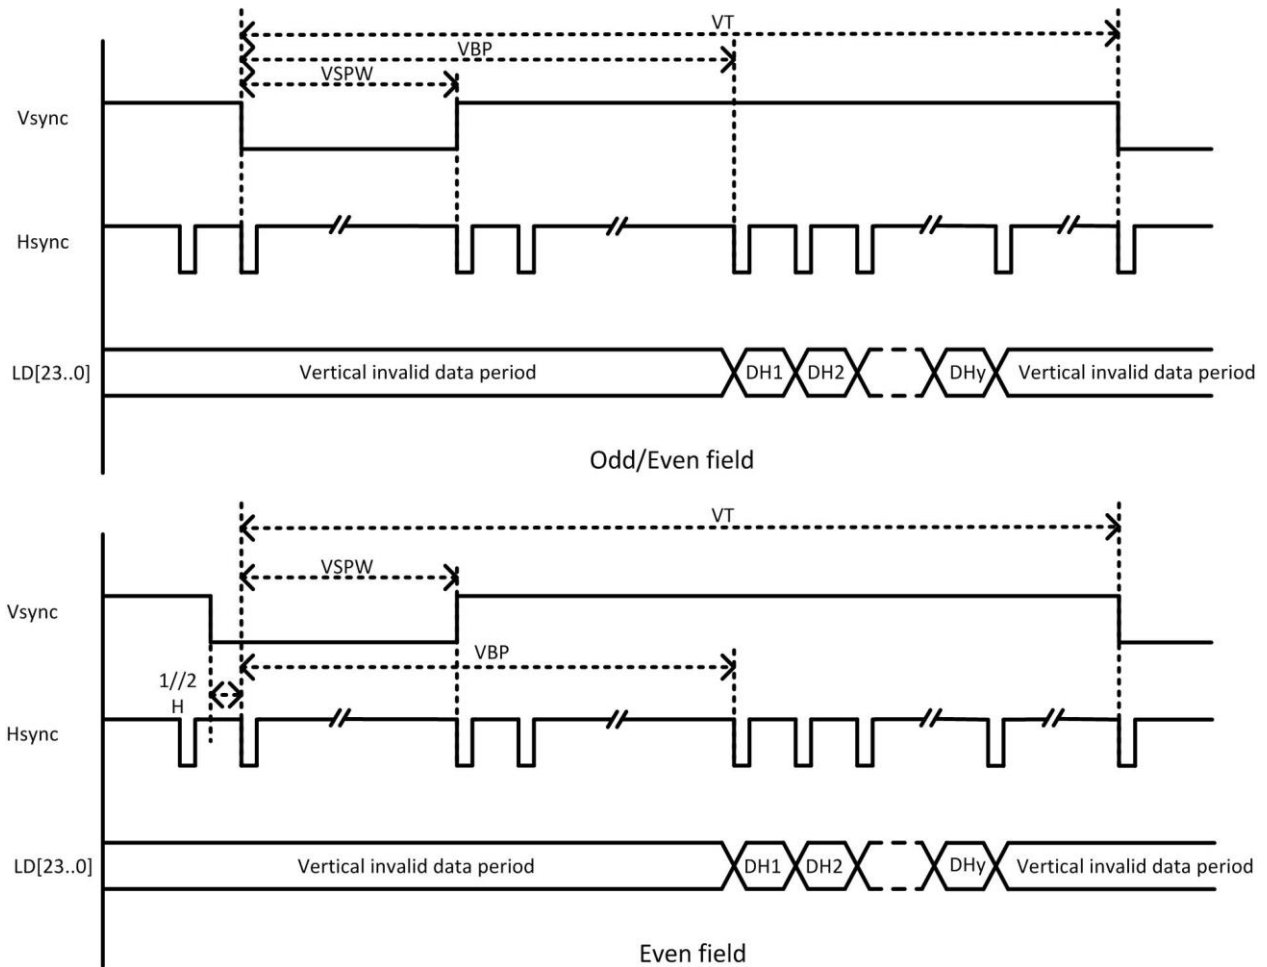 VT
VBP
VSPW
Vsync
Hsync
LD[23..0]
Vertical invalid data period
DH1
DH2
DHy
Vertical invalid data period
Odd/Even field
VT
VSPW
Vsync
VBP
1//2
H
Hsync
LD[23..0]
Vertical invalid data period
DH1
DH2
DHy
Vertical invalid data period
Even field